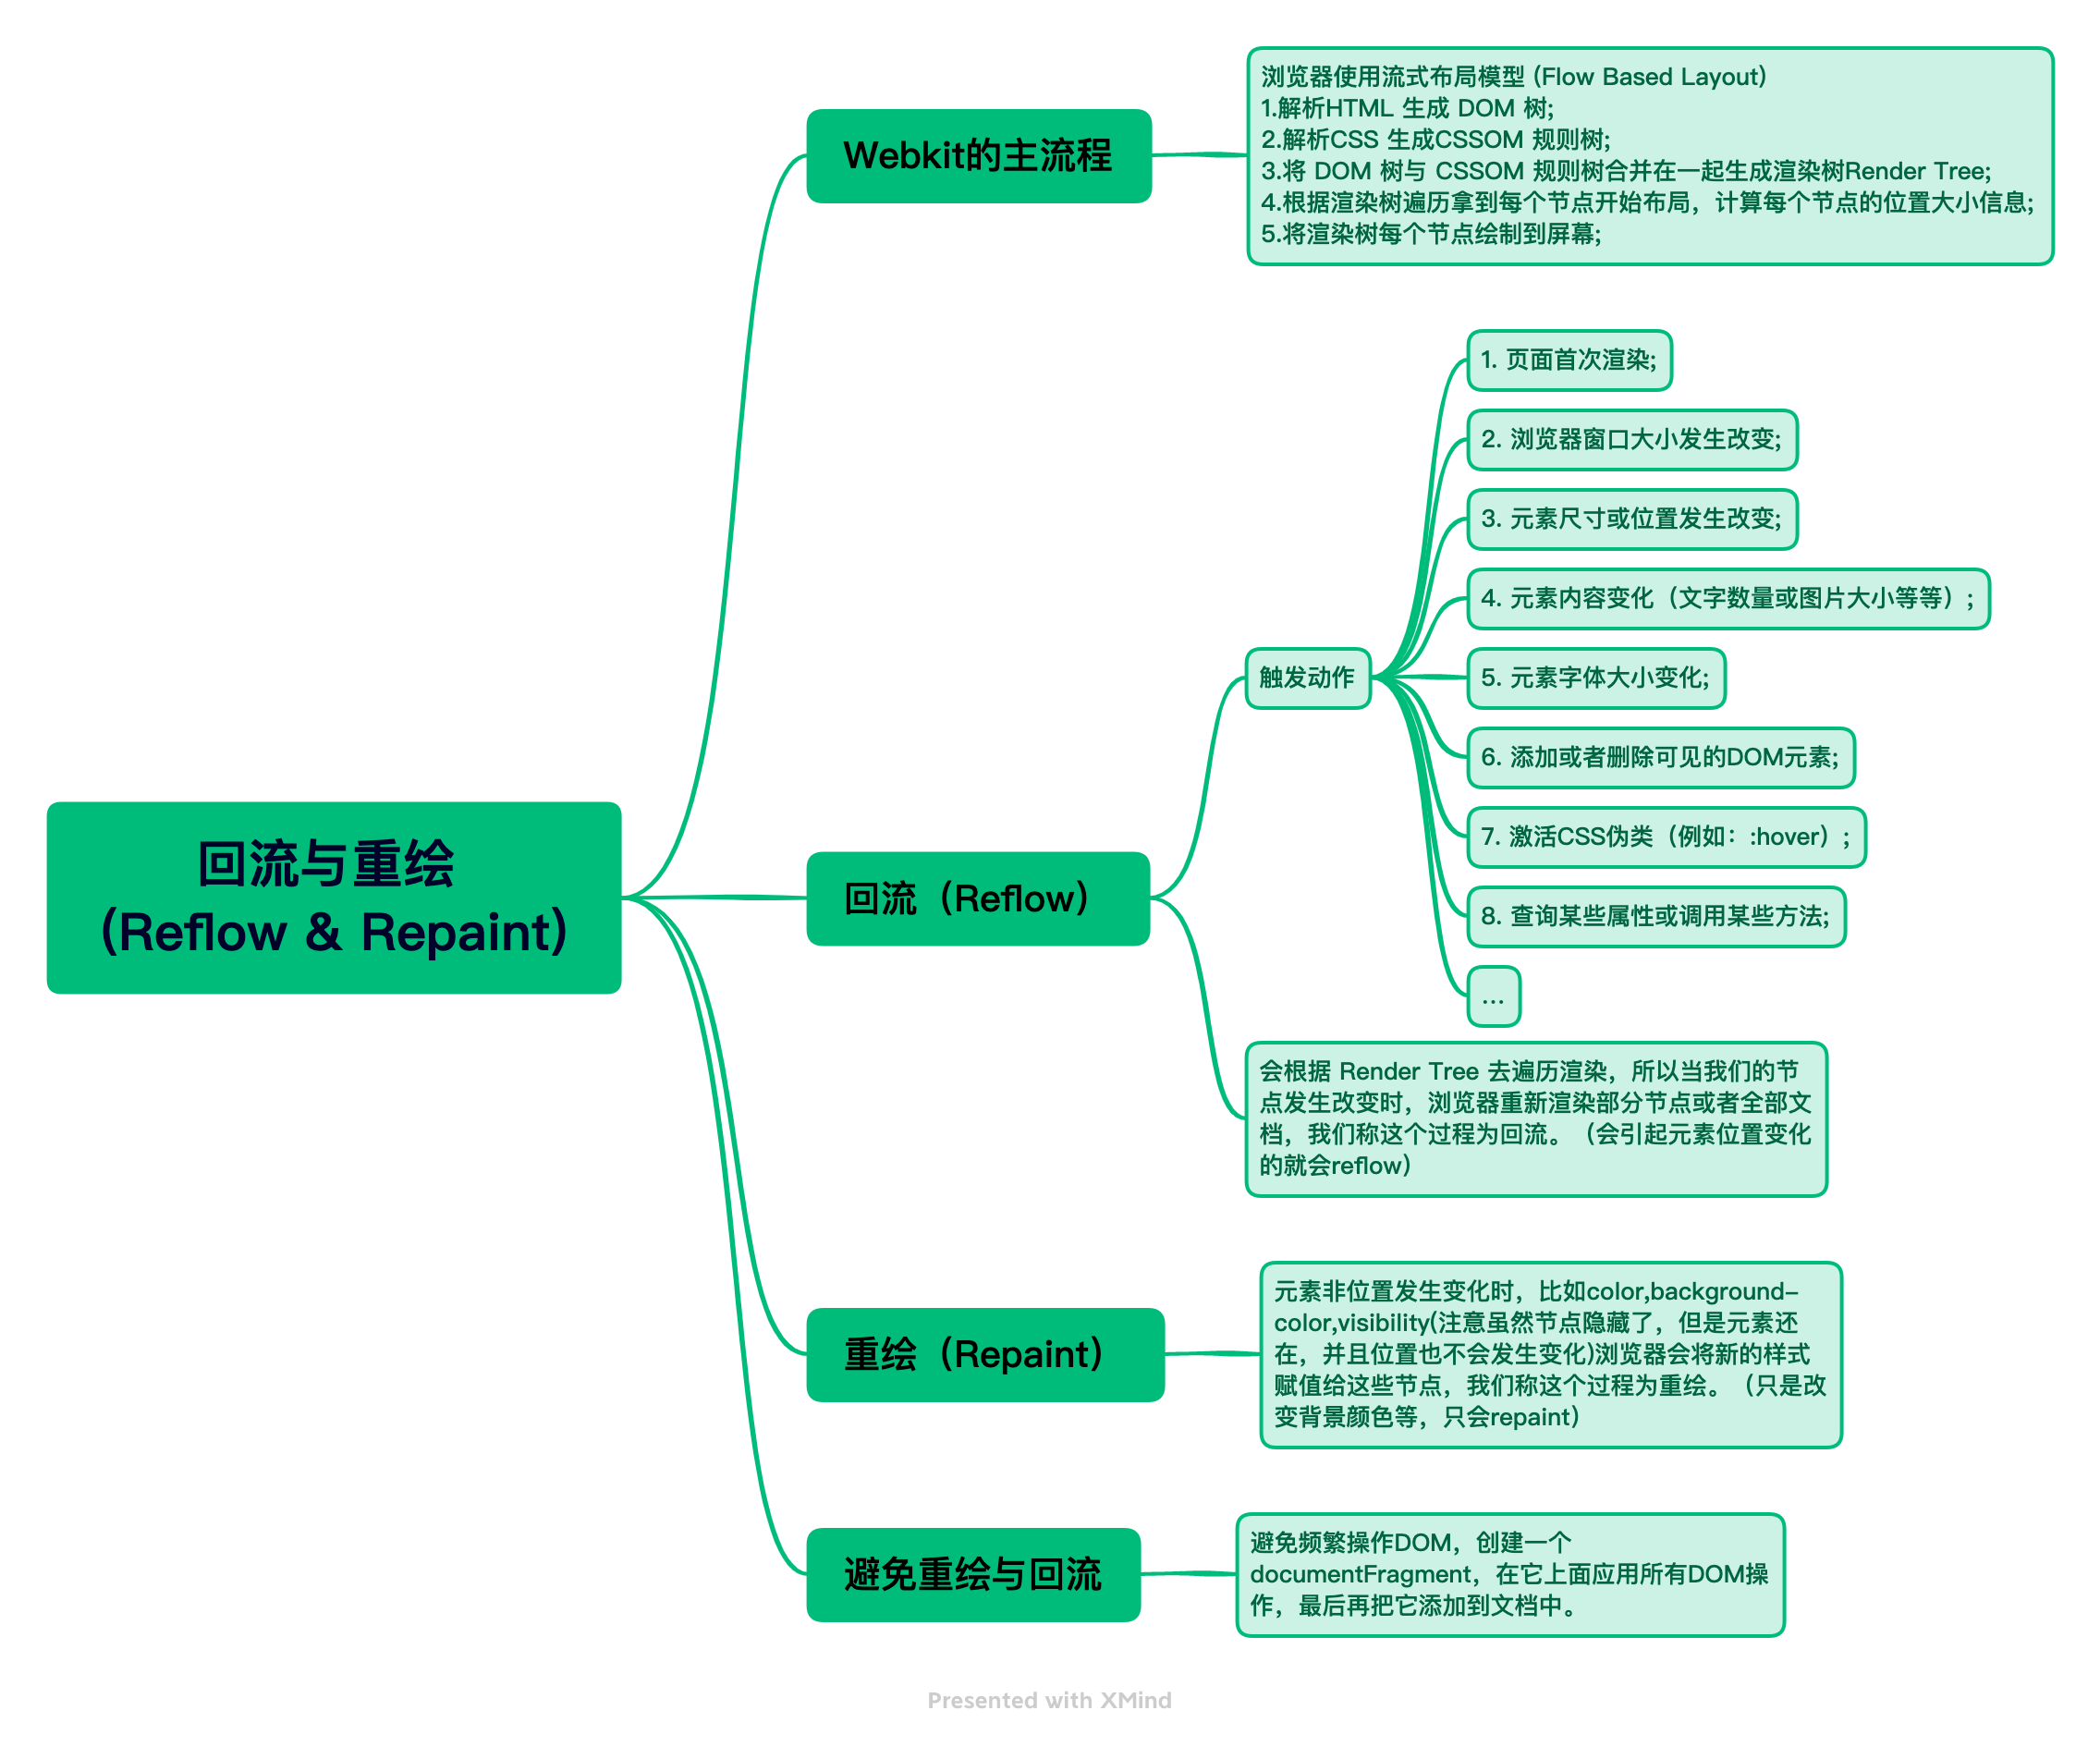 回流与重绘
(Reflow & Repaint)
Webkit的主流程
浏览器使用流式布局模型 (Flow Based Layout)
1.解析HTML 生成 DOM 树;
2.解析CSS 生成CSSOM 规则树;
3.将 DOM 树与 CSSOM 规则树合并在一起生成渲染树Render Tree;
4.根据渲染树遍历拿到每个节点开始布局，计算每个节点的位置大小信息;
5.将渲染树每个节点绘制到屏幕;
回流（Reflow）
触发动作
1. 页面首次渲染;
2. 浏览器窗口大小发生改变;
3. 元素尺寸或位置发生改变;
4. 元素内容变化（文字数量或图片大小等等）;
5. 元素字体大小变化;
6. 添加或者删除可见的DOM元素;
7. 激活CSS伪类（例如：:hover）;
8. 查询某些属性或调用某些方法;
...
会根据 Render Tree 去遍历渲染，所以当我们的节
点发生改变时，浏览器重新渲染部分节点或者全部文
档，我们称这个过程为回流。（会引起元素位置变化
的就会reflow）
重绘（Repaint）
元素非位置发生变化时，比如color,background-
color,visibility(注意虽然节点隐藏了，但是元素还
在，并且位置也不会发生变化)浏览器会将新的样式
赋值给这些节点，我们称这个过程为重绘。（只是改
变背景颜色等，只会repaint）
避免重绘与回流
避免频繁操作DOM，创建一个
documentFragment，在它上面应用所有DOM操
作，最后再把它添加到文档中。
Presented with XMind